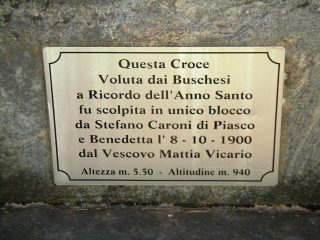 Questa Croce
Voluta dai Buschesi
a Ricordo dell'Anno Santo
fu scolpita in unico blocco
da Stefano Caroni di Piasco
e Benedetta l' 8 - 10 - 1900
dal Vescovo Mattia Vicario
Altezza m. 5.50 - Altitudine m. 940